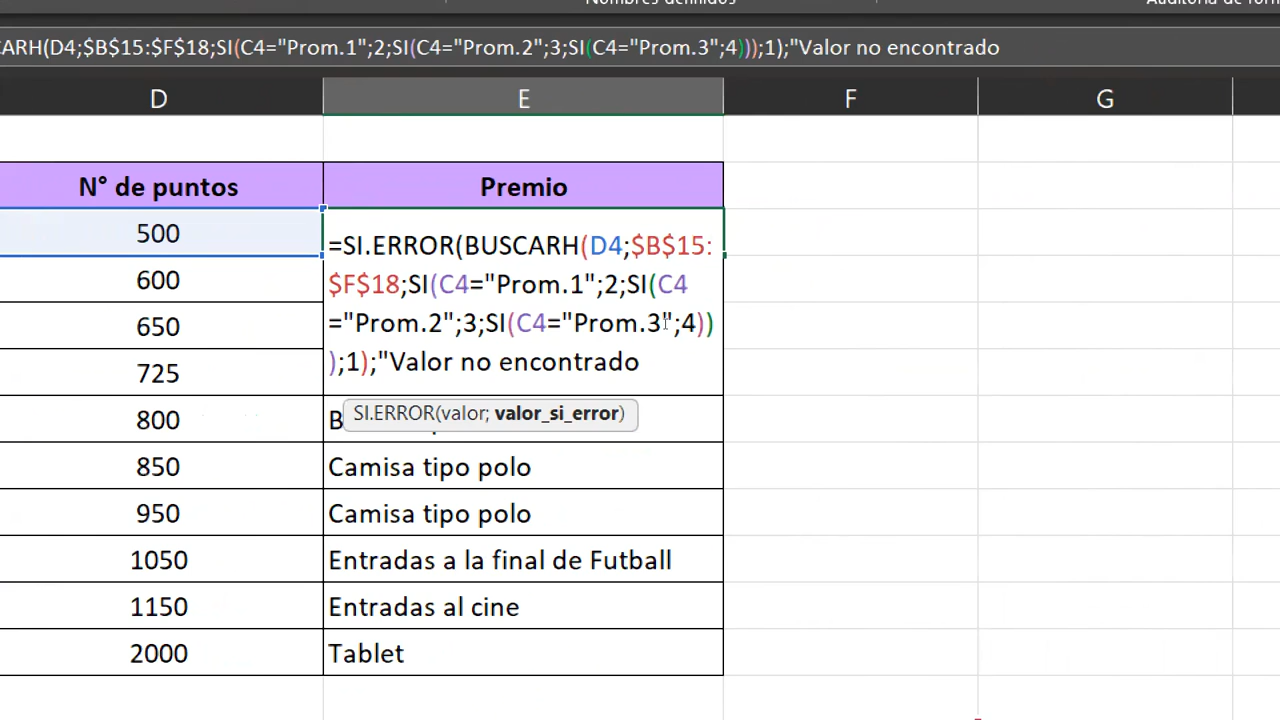 Nombres definidos
Auditoría de form
CARH(D4;$B$15:$F$18;SI(C4="Prom.1";2;SI(C4="Prom.2";3;SI(C4="Prom.3";4)));1);"Valor no encontrado
D E F G
N° de puntos Premio
500
=SI.ERROR(BUSCARH(D4;$B$15:
$F$18;SI(C4="Prom.1";2;SI(C4
="Prom.2";3;SI(C4="Prom.3";4))
);1);"Valor no encontrado
600
650
725
SI.ERROR(valor; valor_si_error)
800 B
850 Camisa tipo polo
950 Camisa tipo polo
1050 Entradas a la final de Futball
1150 Entradas al cine
2000 Tablet